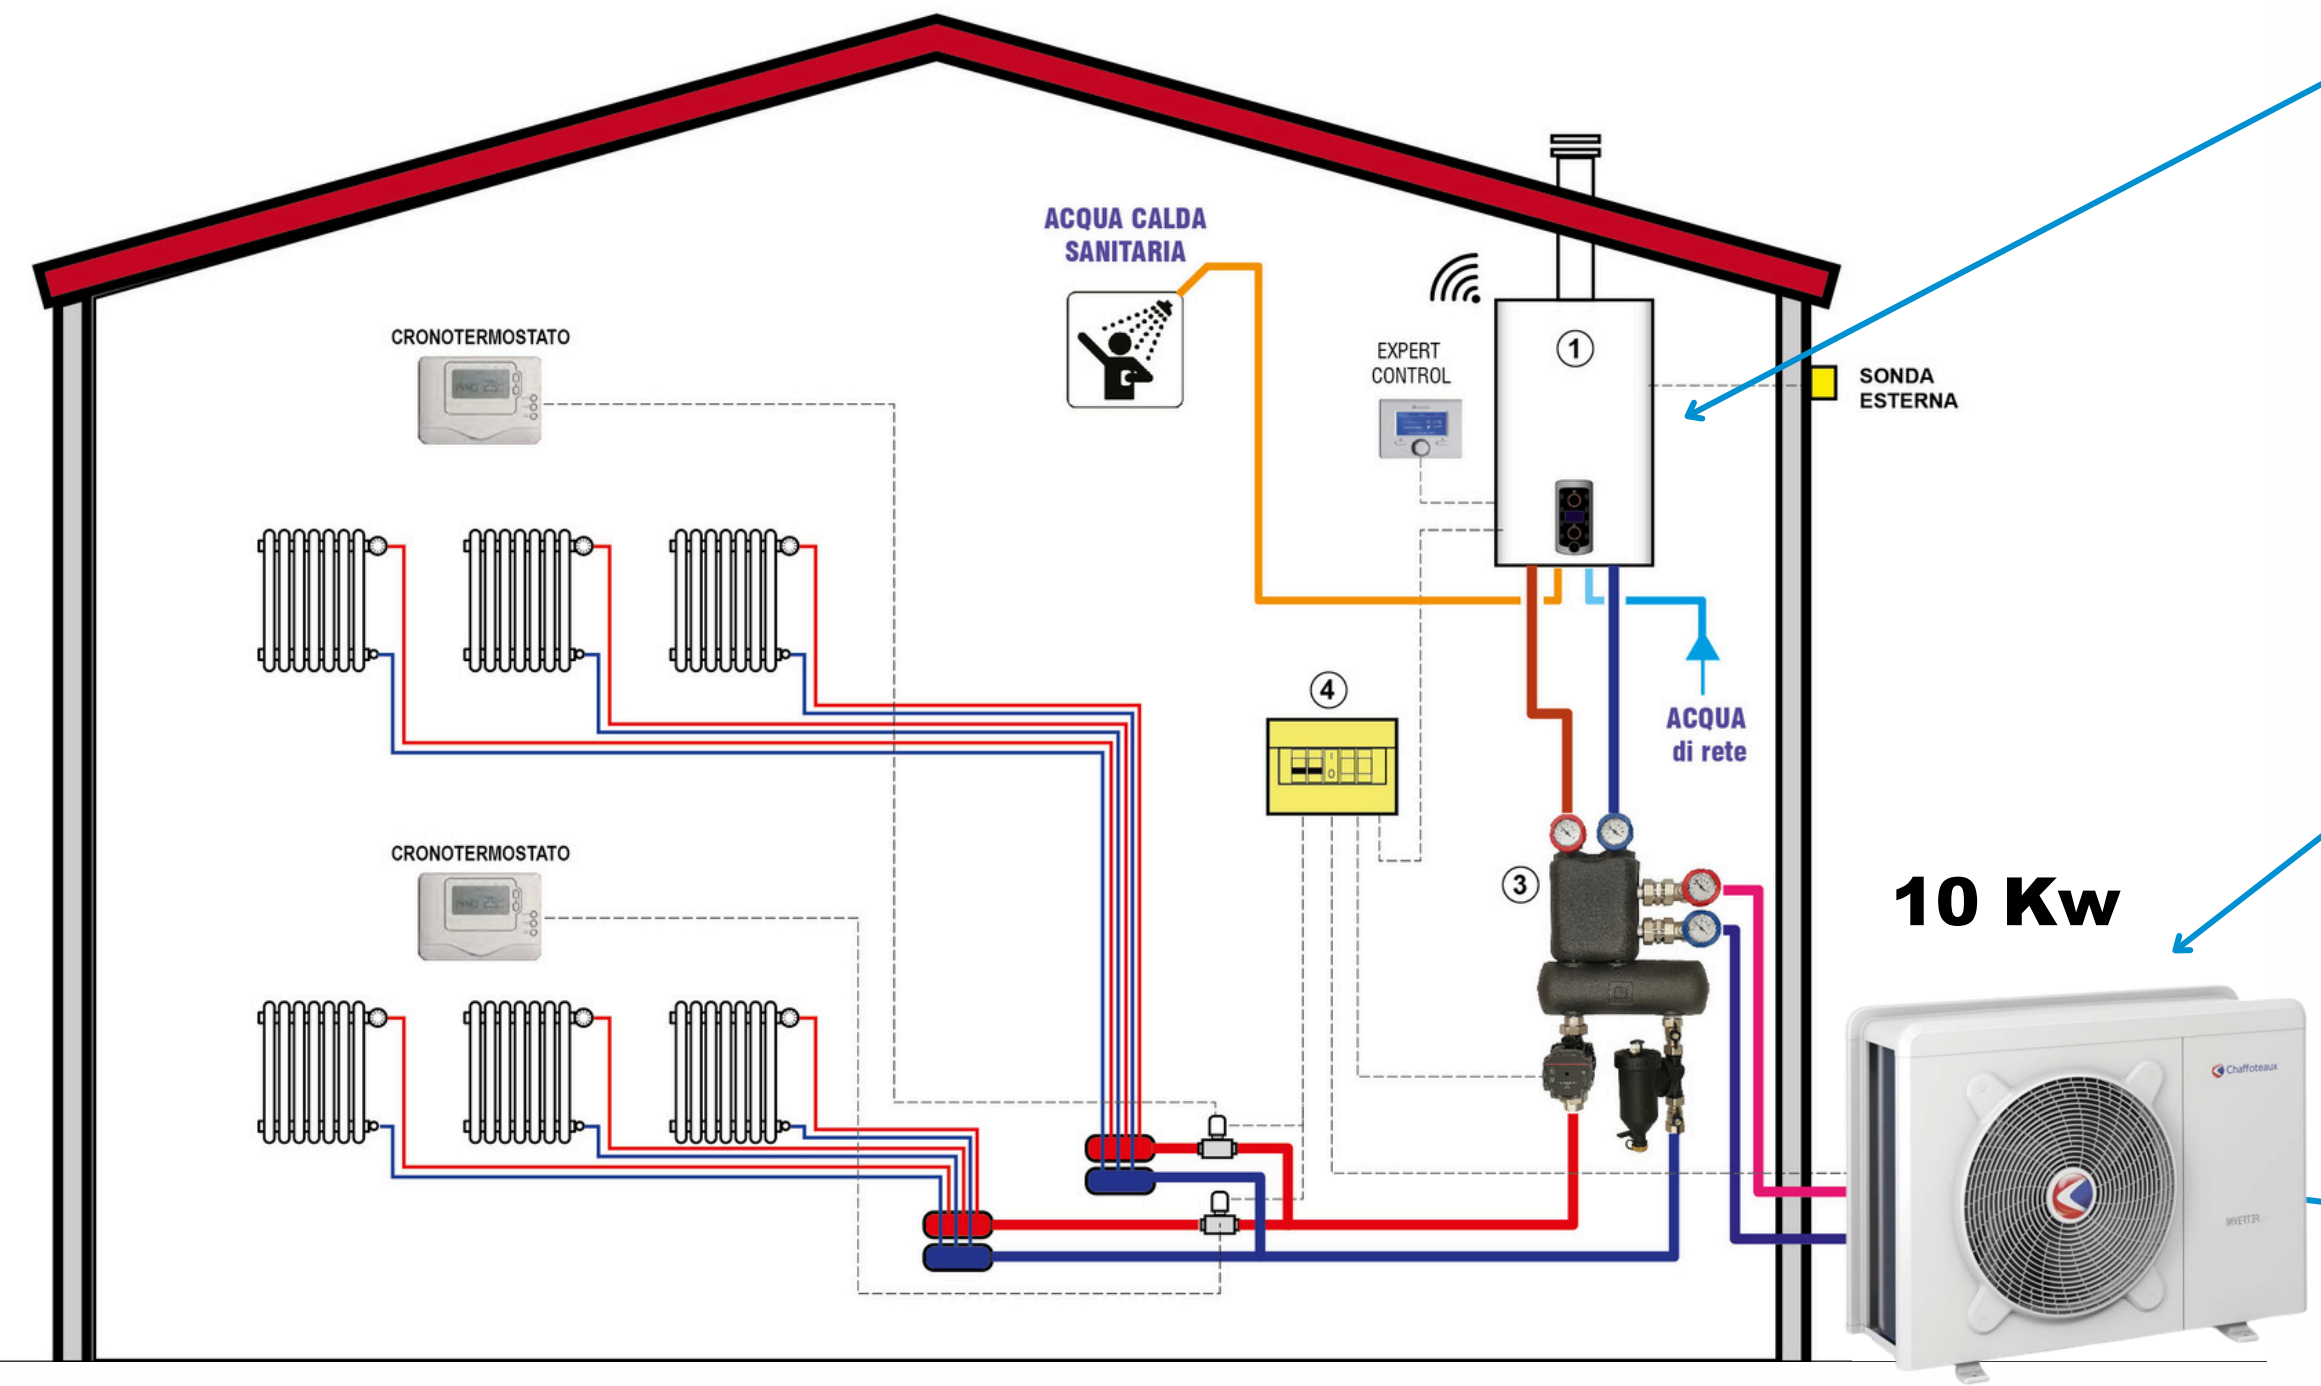 ACQUA CALDA
SANITARIA
CRONOTERMOSTATO
EXPERT
CONTROL
1
SONDA
ESTERNA
4
ACQUA
di rete
CRONOTERMOSTATO
3
10 Kw
Chaffoteaux
INVERTER